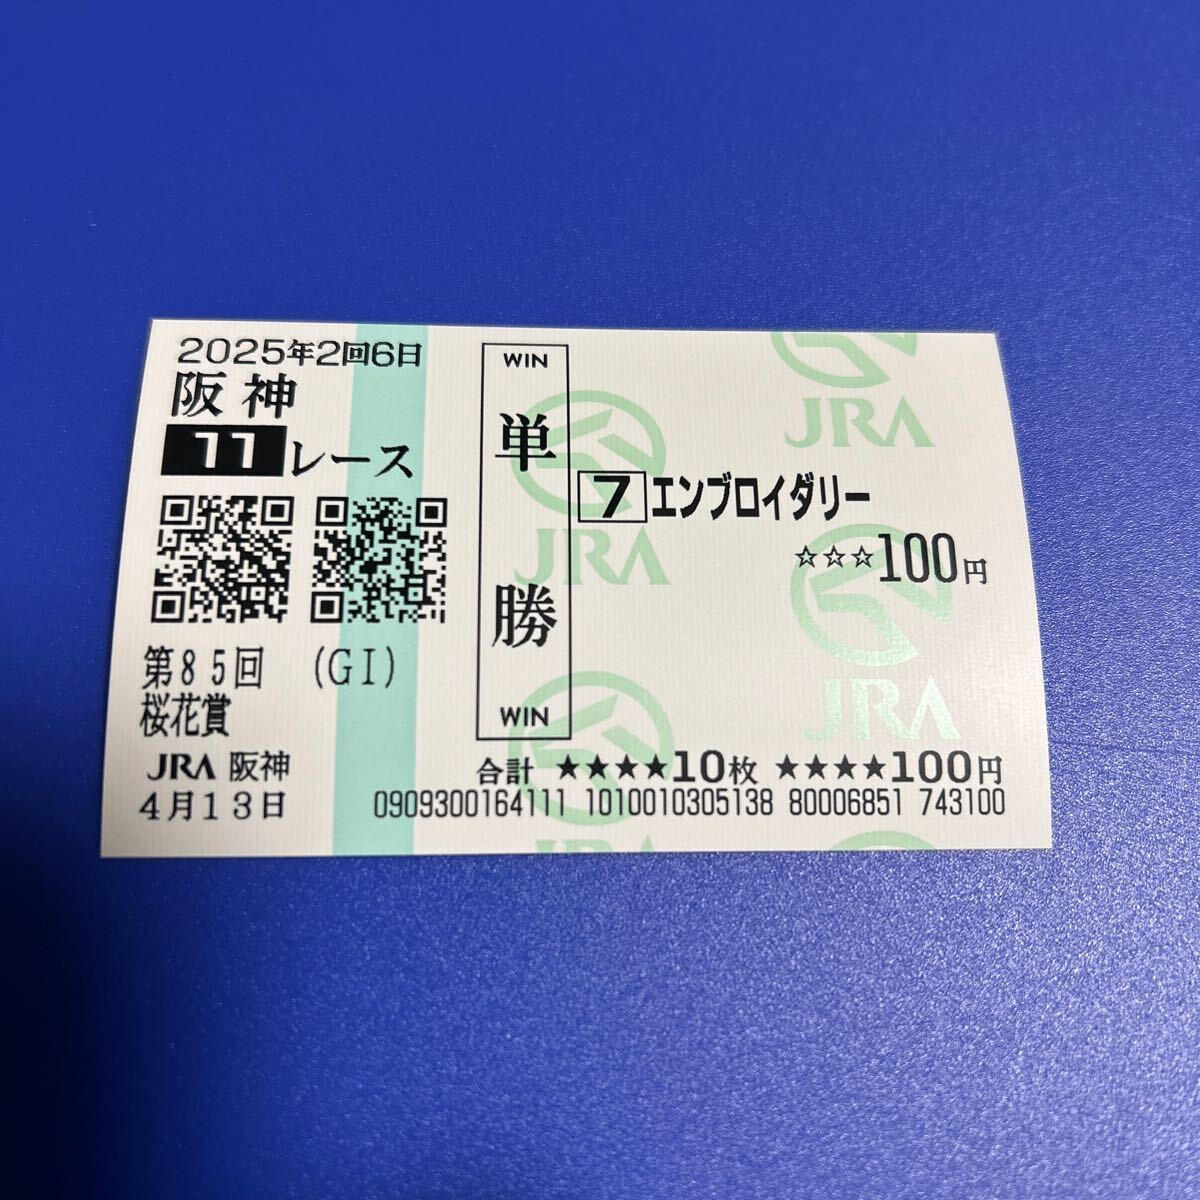 2025年2回6日
阪神
11レース
第85回 (GI)
桜花賞
JRA 阪神
4月13日
WIN
単勝
WIN
7 エンブロイダリー
☆☆☆100円
合計 ★★★★10枚 ★★★★100円
0909300164111 1010010305138 80006851 743100
JRA
JRA
JRA
JRA